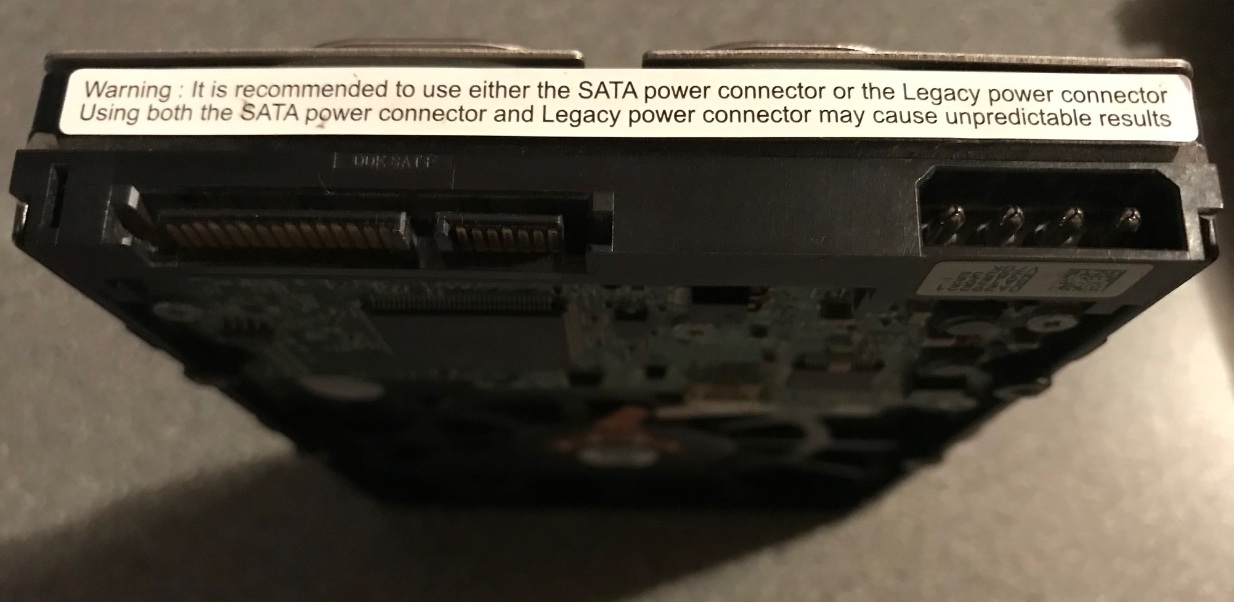 Warning : It is recommended to use either the SATA power connector or the Legacy power connector
Using both the SATA power connector and Legacy power connector may cause unpredictable results